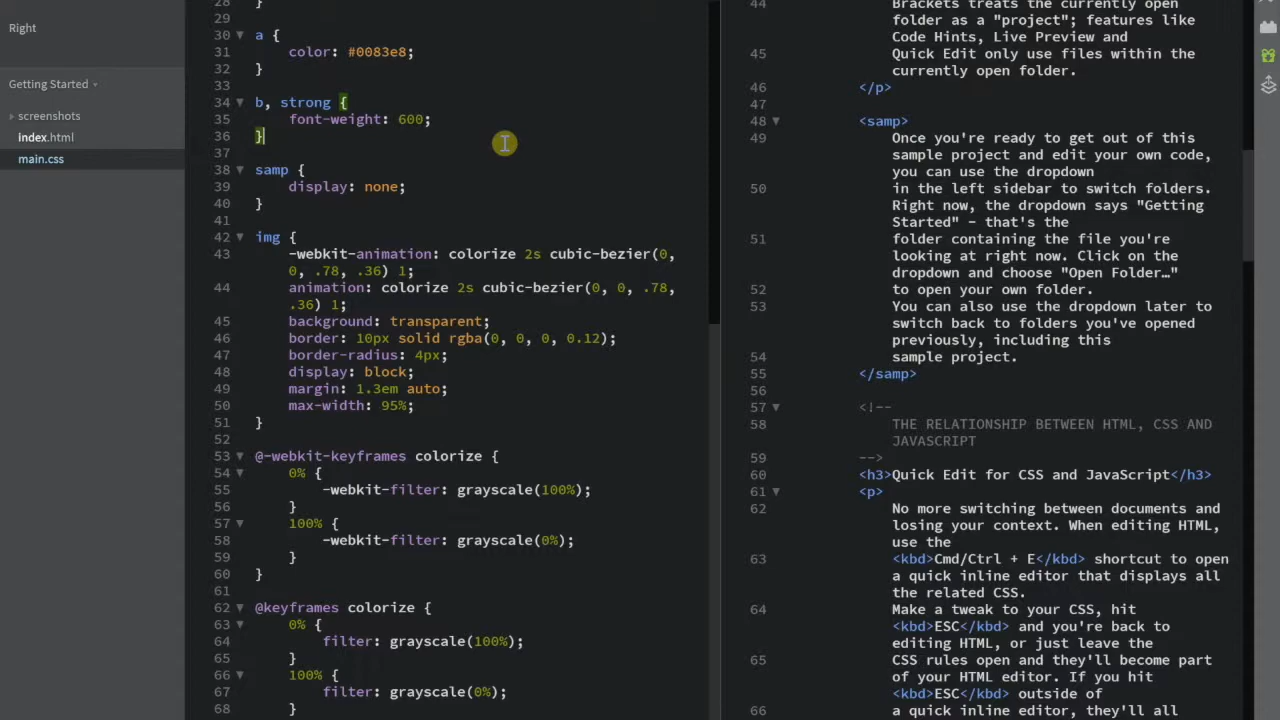 Right
Getting Started
screenshots
index.html
main.css
28 }
29
30 a {
31 color: #0083e8;
32 }
33
34 b, strong {
35 font-weight: 600;
36 }
37
38 samp {
39 display: none;
40 }
41
42 img {
43 -webkit-animation: colorize 2s cubic-bezier(0,
0, .78, .36) 1;
44 animation: colorize 2s cubic-bezier(0, 0, .78,
.36) 1;
45 background: transparent;
46 border: 10px solid rgba(0, 0, 0, 0.12);
47 border-radius: 4px;
48 display: block;
49 margin: 1.3em auto;
50 max-width: 95%;
51 }
52
53 @-webkit-keyframes colorize {
54 0% {
55 -webkit-filter: grayscale(100%);
56 }
57 100% {
58 -webkit-filter: grayscale(0%);
59 }
60 }
61
62 @keyframes colorize {
63 0% {
64 filter: grayscale(100%);
65 }
66 100% {
67 filter: grayscale(0%);
68 }
44 Brackets treats the currently open
folder as a "project"; features like
Code Hints, Live Preview and
45 Quick Edit only use files within the
currently open folder.
46 </p>
47
48 <samp>
49 Once you're ready to get out of this
sample project and edit your own code,
you can use the dropdown
50 in the left sidebar to switch folders.
Right now, the dropdown says "Getting
Started" - that's the
51 folder containing the file you're
looking at right now. Click on the
dropdown and choose "Open Folder…"
52 to open your own folder.
53 You can also use the dropdown later to
switch back to folders you've opened
previously, including this
54 sample project.
55 </samp>
56
57 <!--
58 THE RELATIONSHIP BETWEEN HTML, CSS AND
JAVASCRIPT
59 -->
60 <h3>Quick Edit for CSS and JavaScript</h3>
61 <p>
62 No more switching between documents and
losing your context. When editing HTML,
use the
63 <kbd>Cmd/Ctrl + E</kbd> shortcut to open
a quick inline editor that displays all
the related CSS.
64 Make a tweak to your CSS, hit
<kbd>ESC</kbd> and you're back to
editing HTML, or just leave the
65 CSS rules open and they'll become part
of your HTML editor. If you hit
<kbd>ESC</kbd> outside of
66 a quick inline editor, they'll all